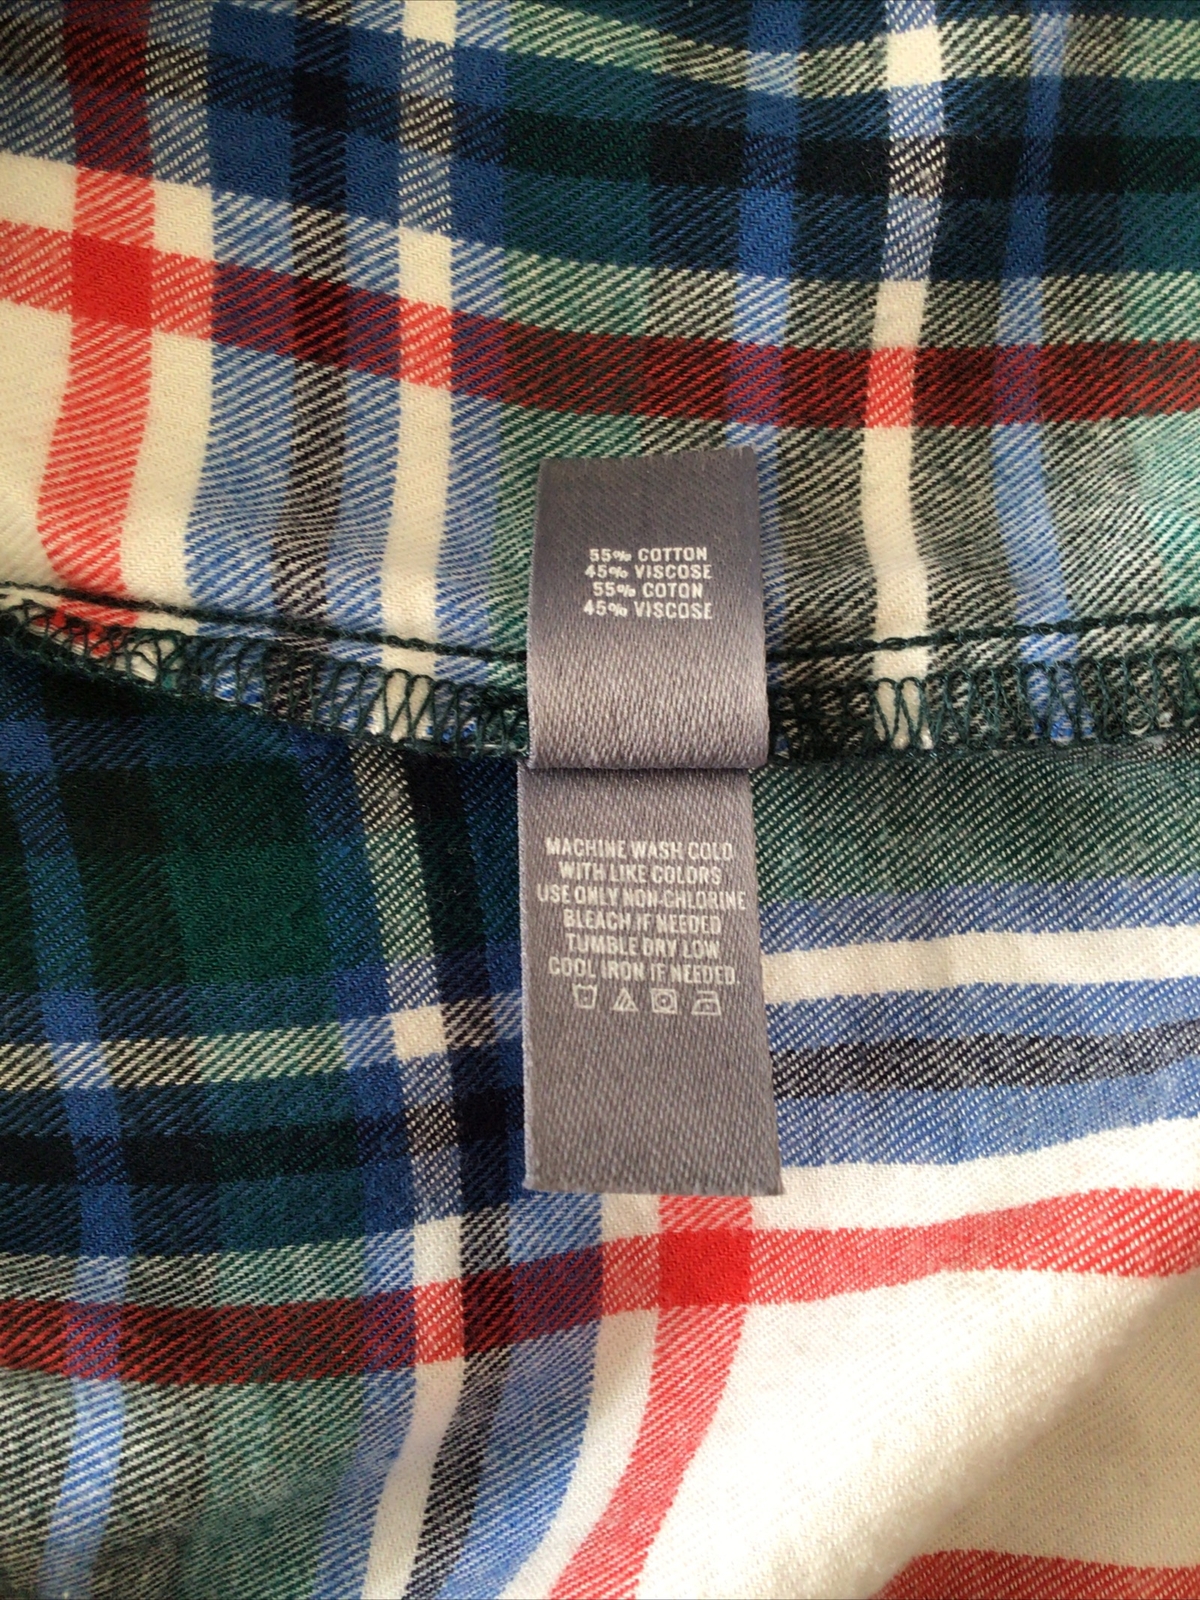 55% COTTON
45% VISCOSE
55% COTON
45% VISCOSE
MACHINE WASH COLD
WITH LIKE COLORS
USE ONLY NON-CHLORINE
BLEACH IF NEEDED
TUMBLE DRY LOW
COOL IRON IF NEEDED